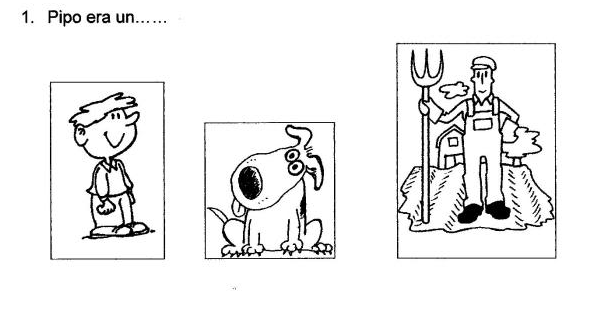 1. Pipo era un......